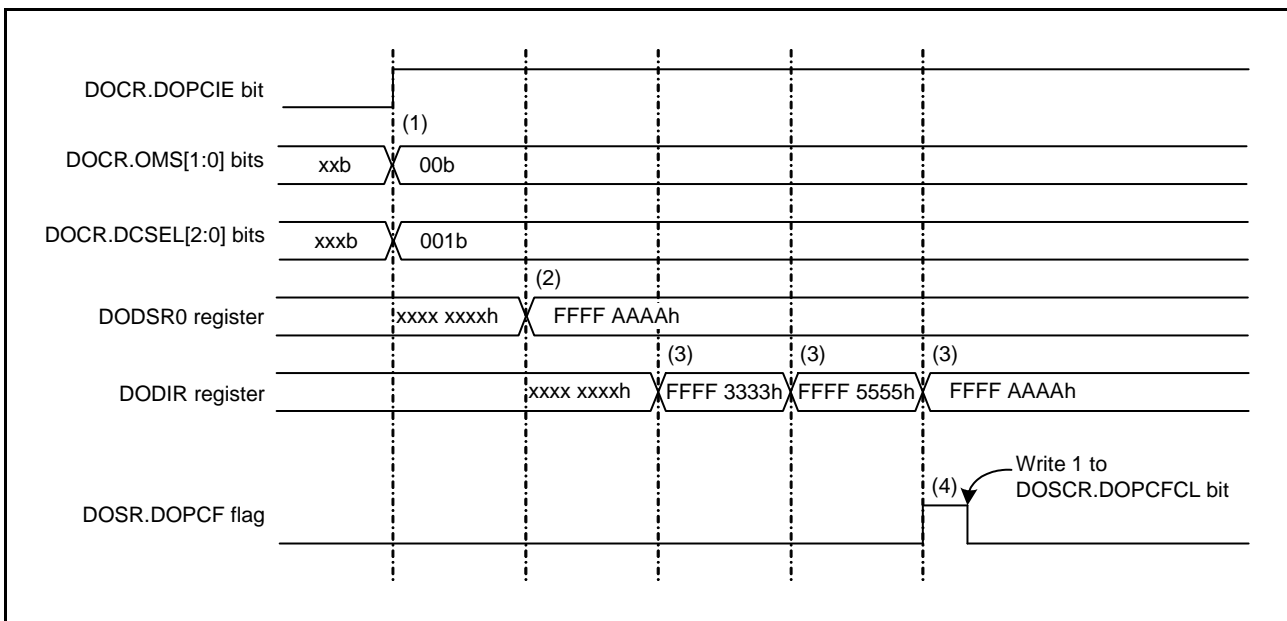 DOCR.DOPCIE bit
(1)
DOCR.OMS[1:0] bits
xxb
00b
DOCR.DCSEL[2:0] bits
xxxb
001b
(2)
DODSR0 register
xxxx xxxxh
FFFF AAAAh
(3)
(3)
(3)
DODIR register
xxxx xxxxh
FFFF 3333h
FFFF 5555h
FFFF AAAAh
Write 1 to
DOSCR.DOPCFCL bit
(4)
DOSR.DOPCF flag